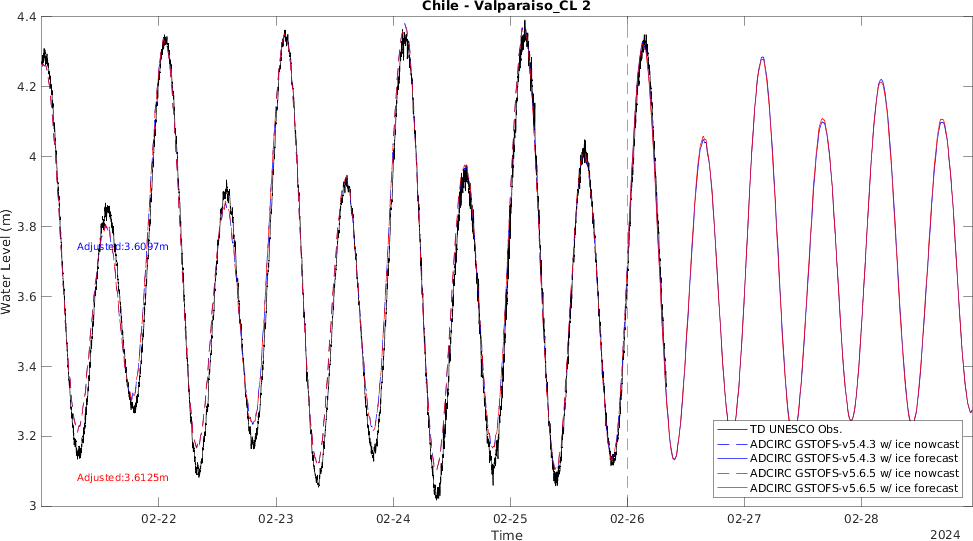 Chile - Valparaiso_CL 2
4.4
4.2
4
3.8
3.6
3.4
3.2
3
Water Level (m)
Adjusted:3.6097m
Adjusted:3.6125m
TD UNESCO Obs.
ADCIRC GSTOFS-v5.4.3 w/ ice nowcast
ADCIRC GSTOFS-v5.4.3 w/ ice forecast
ADCIRC GSTOFS-v5.6.5 w/ ice nowcast
ADCIRC GSTOFS-v5.6.5 w/ ice forecast
02-22 02-23 02-24 02-25 02-26 02-27 02-28
Time
2024